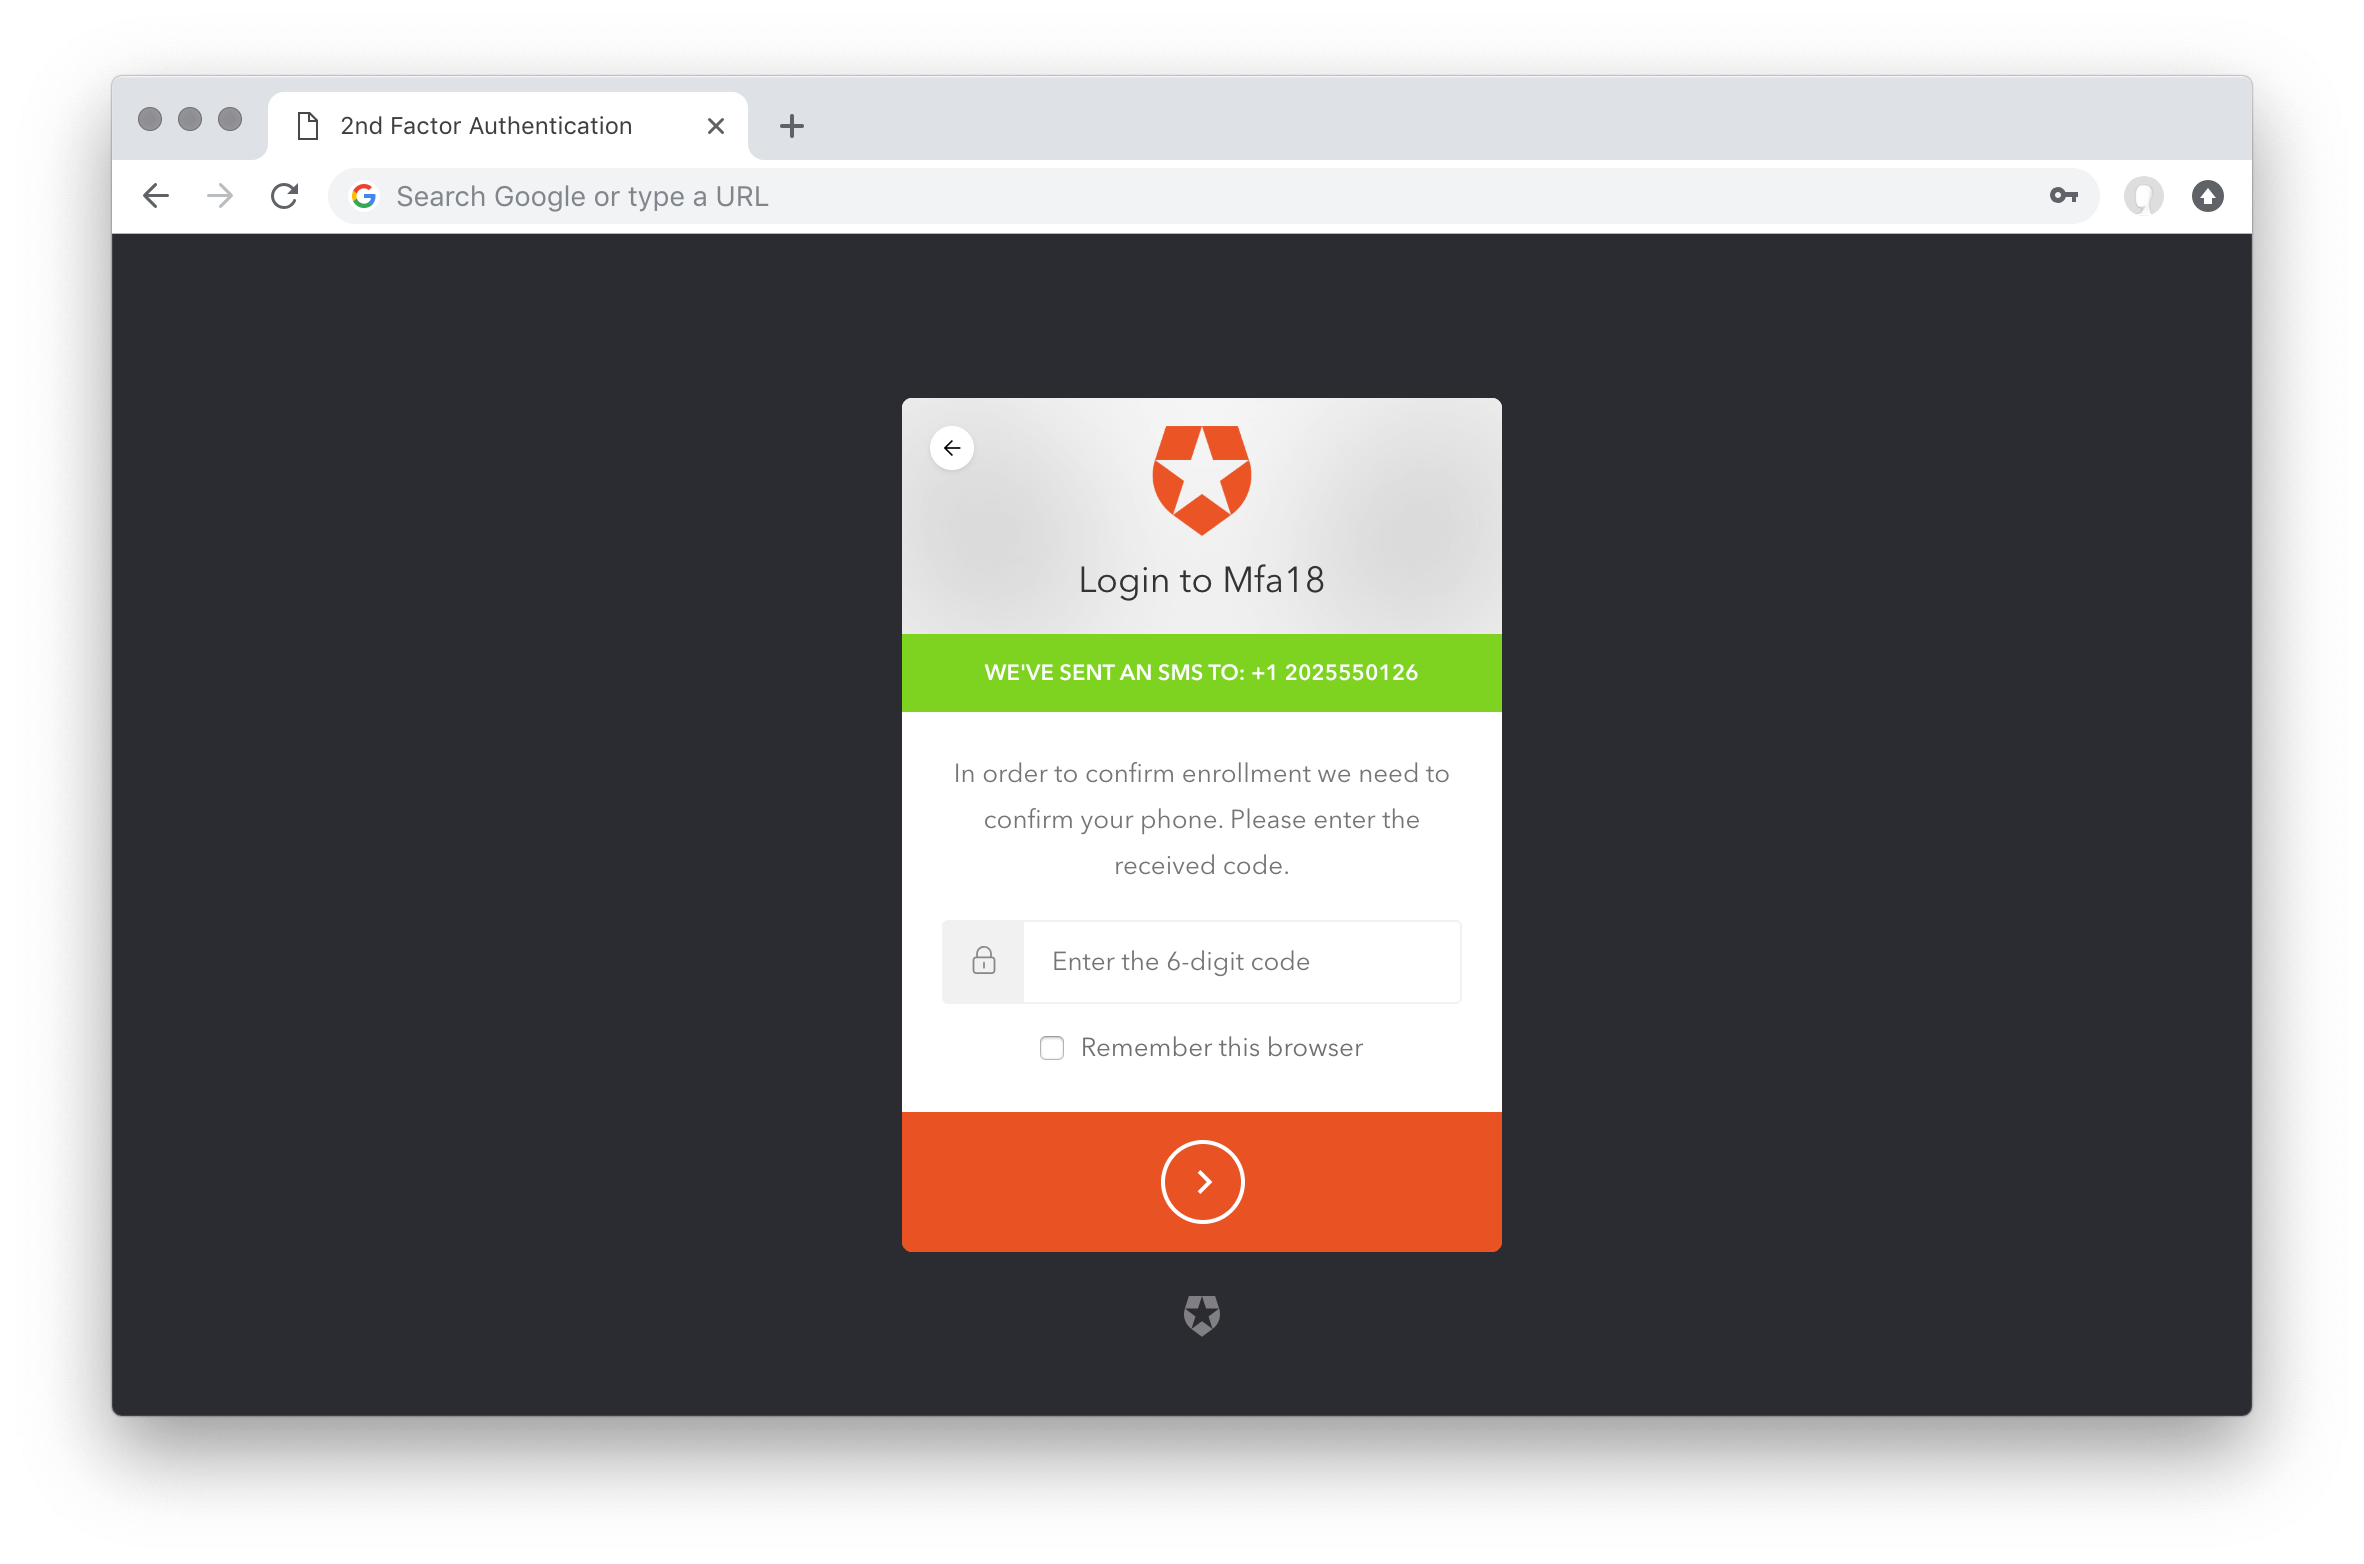 2nd Factor Authentication
Search Google or type a URL
Login to Mfa18
WE'VE SENT AN SMS TO: +1 2025550126
In order to confirm enrollment we need to
confirm your phone. Please enter the
received code.
Enter the 6-digit code
Remember this browser